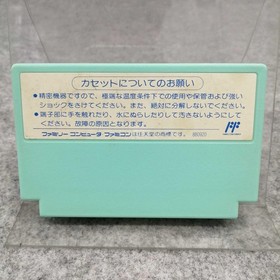 カセットについてのお願い
●精密機器ですので、極端な温度条件下での使用や保管および強い
ショックをさけてください。また、絶対に分解しないでください。
●端子部に手を触れたり、水にぬらしたりして汚さないようにして
ください。故障の原因となります。
ファミリーコンピュータ・ファミコンは任天堂の商標です。
FF